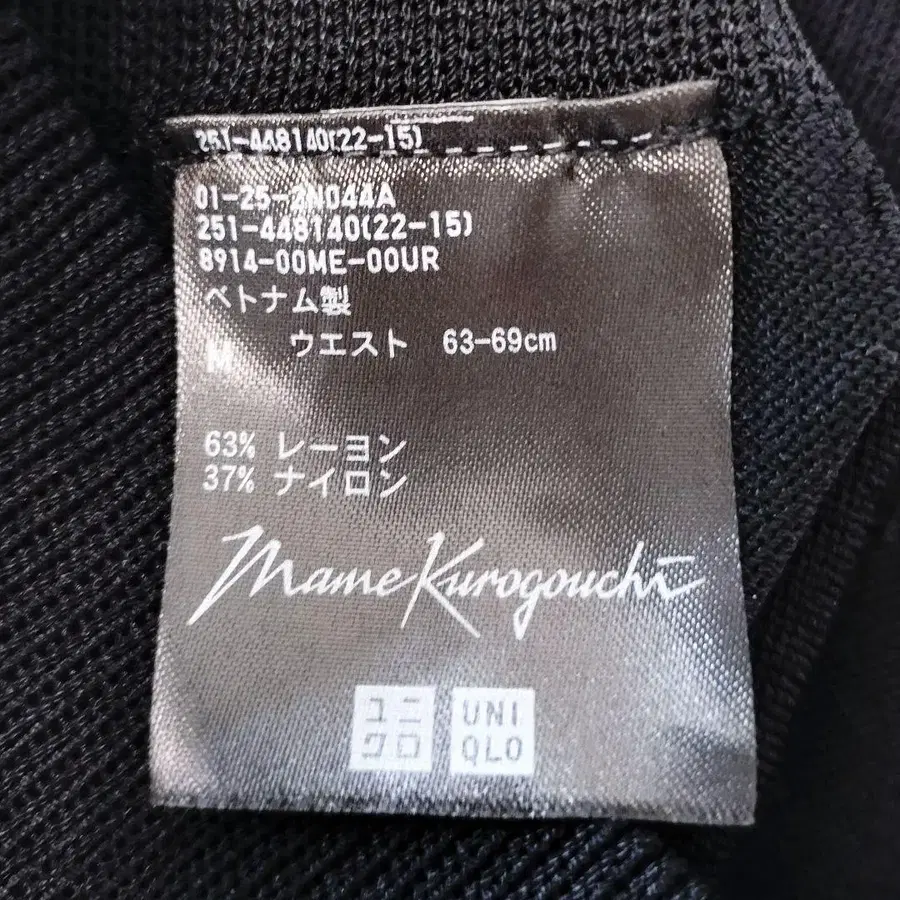 251-448140(22-15)
01-25-2N044A
251-448140(22-15)
8914-00ME-00UR
ベトナム製
M ウエスト 63-69cm
63% レーヨン
37% ナイロン
Mame Kurogouchi
ユニ UNI
クロ QLO